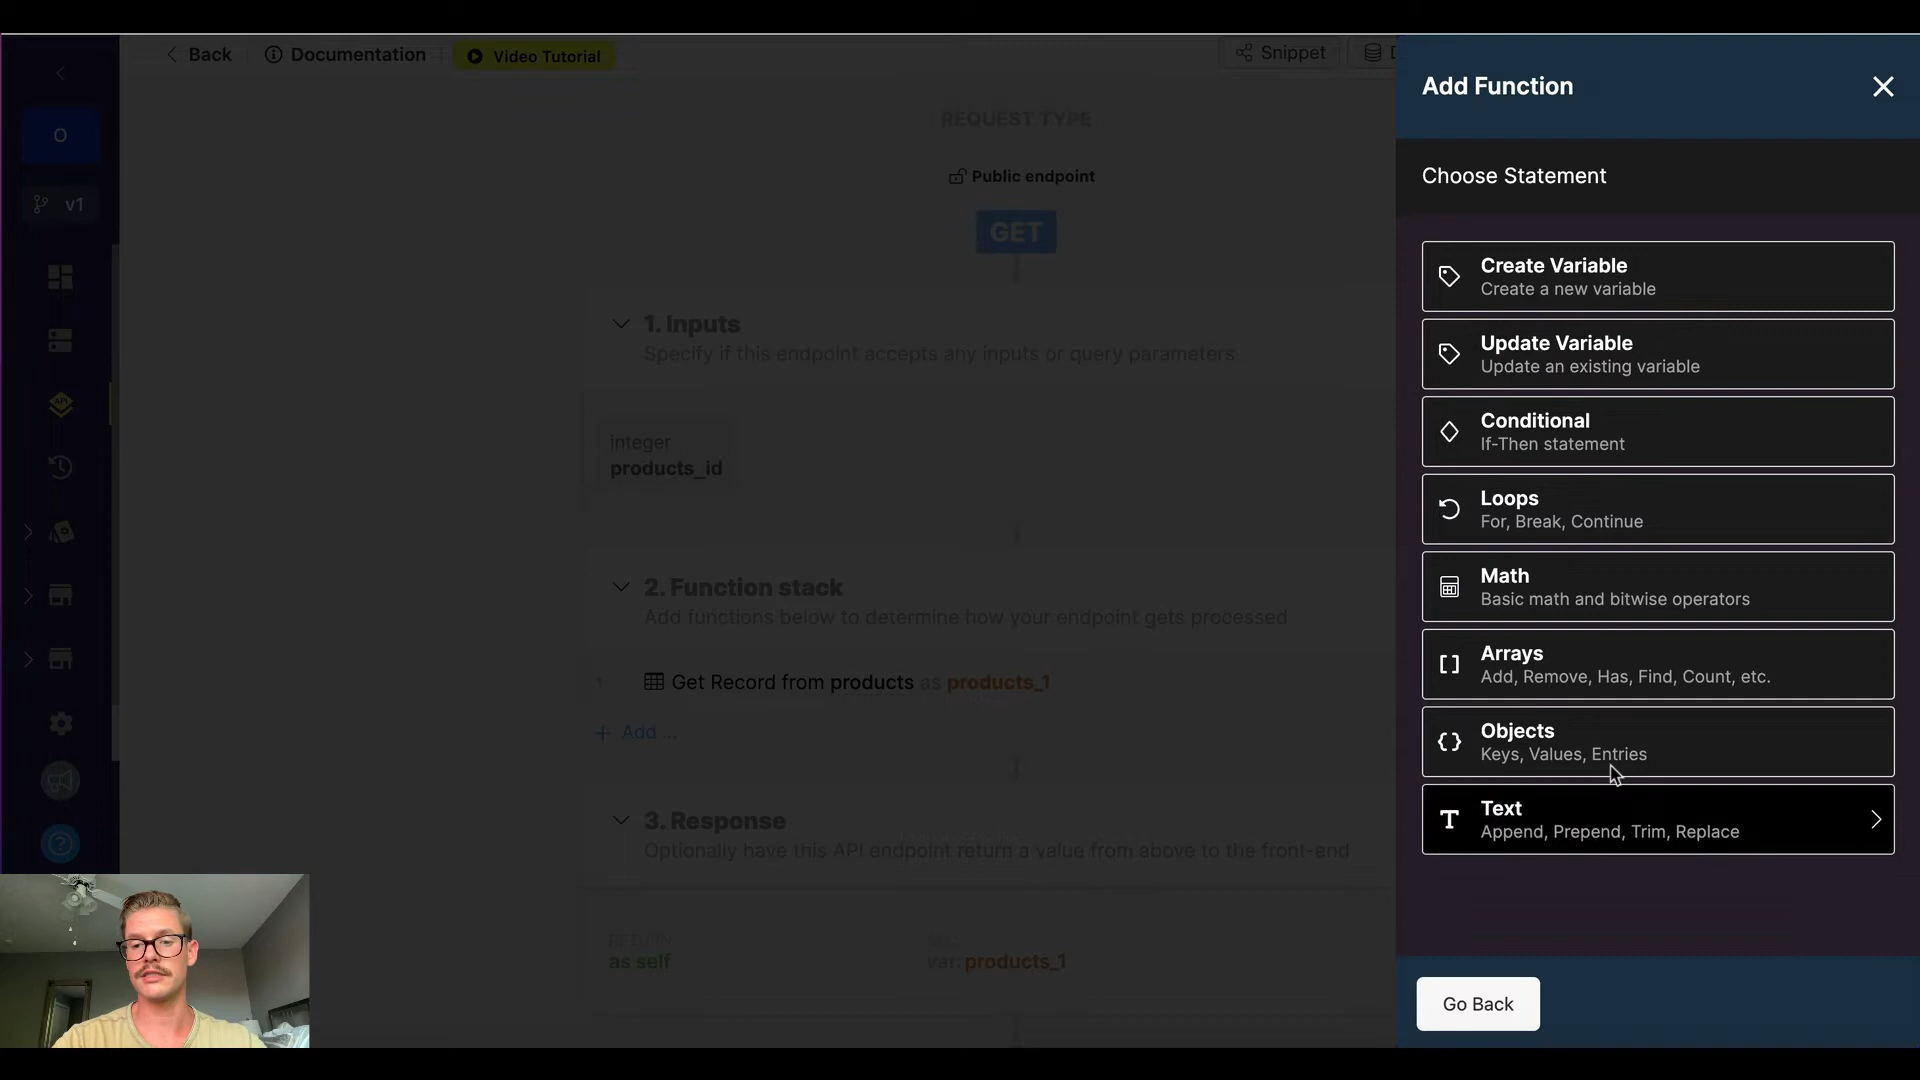 Back
Documentation
Video Tutorial
Snippet
D
Add Function
O
Choose Statement
REQUEST TYPE
Public endpoint
v1
GET
Create Variable
Create a new variable
Update Variable
Update an existing variable
1. Inputs
Specify if this endpoint accepts any inputs or query parameters
Conditional
If-Then statement
API
integer
products_id
Loops
For, Break, Continue
Math
Basic math and bitwise operators
2. Function stack
Add functions below to determine how your endpoint gets processed
Arrays
Add, Remove, Has, Find, Count, etc.
1
Get Record from products as products_1
+ Add ...
Objects
Keys, Values, Entries
3. Response
Optionally have this API endpoint return a value from above to the front-end
Text
Append, Prepend, Trim, Replace
RETURN
as self
var: products_1
Go Back